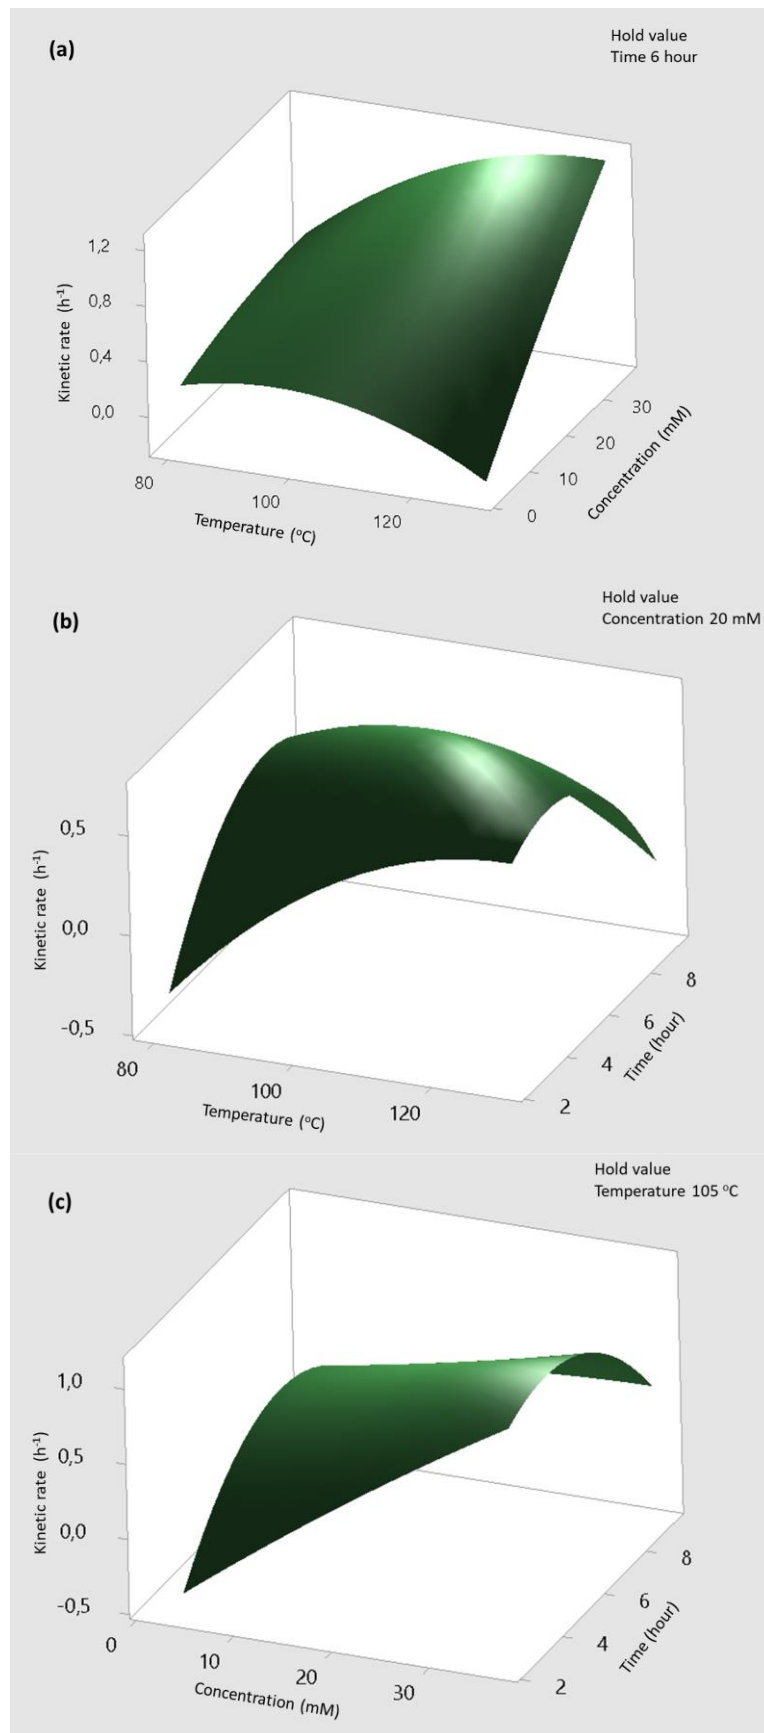 (a)
Hold value
Time 6 hour
Kinetic rate (h⁻¹)
1,2
0,8
0,4
0,0
80
100
120
Temperature (ºC)
0
10
20
30
Concentration (mM)
(b)
Hold value
Concentration 20 mM
Kinetic rate (h⁻¹)
0,5
0,0
-0,5
80
100
120
Temperature (ºC)
2
4
6
8
Time (hour)
(c)
Hold value
Temperature 105 ºC
Kinetic rate (h⁻¹)
1,0
0,5
0,0
-0,5
0
10
20
30
Concentration (mM)
2
4
6
8
Time (hour)